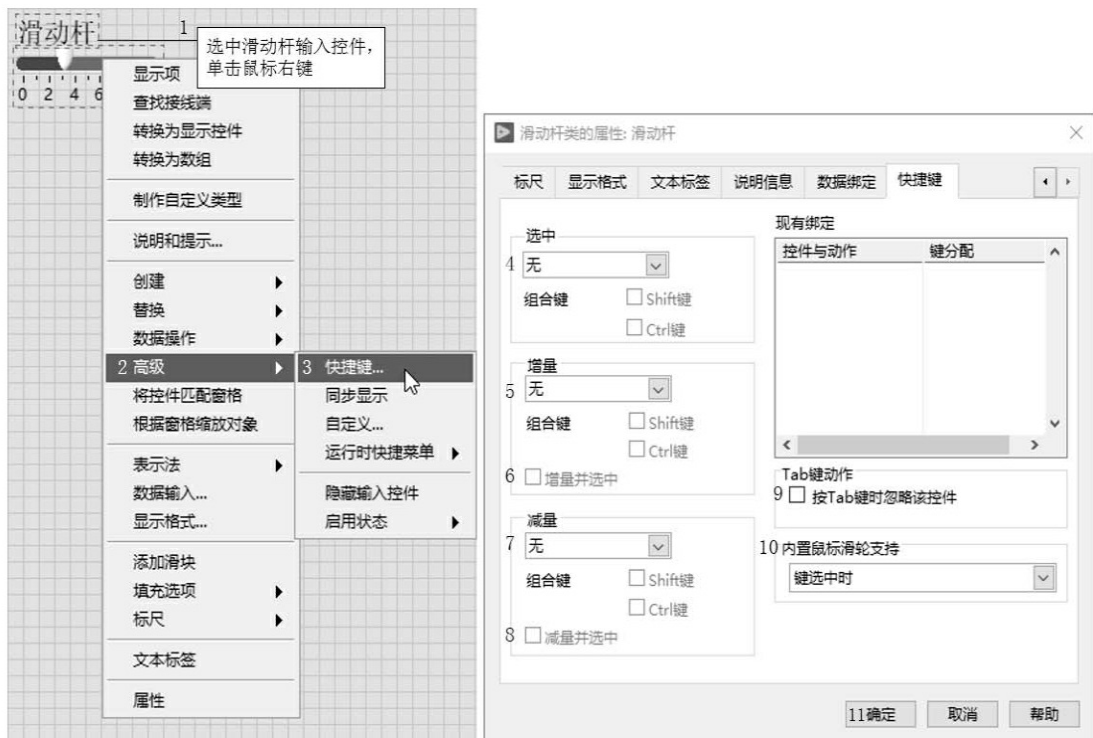 滑动杆
1
选中滑动杆输入控件，
单击鼠标右键
0 2 4 6
显示项
查找接线端
转换为显示控件
转换为数组
制作自定义类型
说明和提示...
创建
替换
数据操作
2 高级
将控件匹配窗格
根据窗格缩放对象
表示法
数据输入...
显示格式...
添加滑块
填充选项
标尺
文本标签
属性
3 快捷键...
同步显示
自定义...
运行时快捷菜单
隐藏输入控件
启用状态
滑动杆类的属性: 滑动杆
标尺 显示格式 文本标签 说明信息 数据绑定 快捷键
选中
4 无
组合键 Shift键
Ctrl键
增量
5 无
组合键 Shift键
Ctrl键
6 增量并选中
减量
7 无
组合键 Shift键
Ctrl键
8 减量并选中
现有绑定
控件与动作 键分配
Tab键动作
9 按Tab键时忽略该控件
10 内置鼠标滑轮支持
键选中时
11确定 取消 帮助